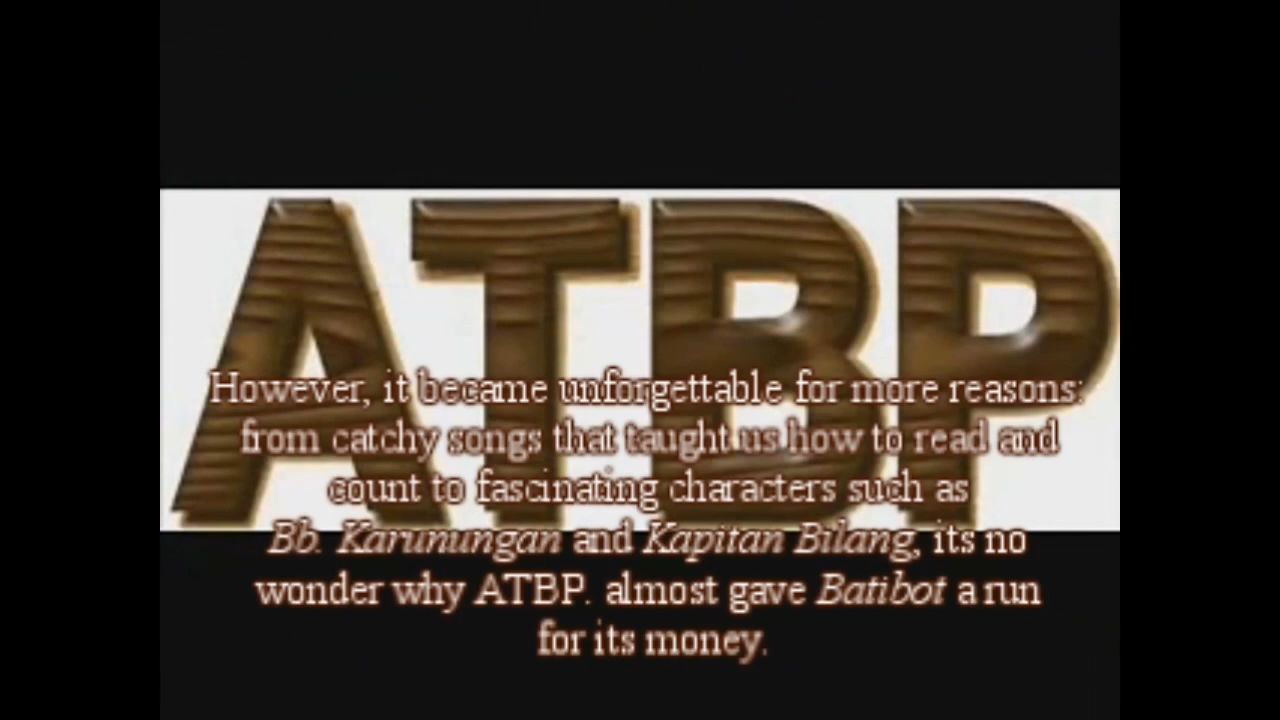 ATBP
However, it became unforgettable for more reasons:
from catchy songs that taught us how to read and
count to fascinating characters such as
Bb. Karunungan and Kapitan Bilang, its no
wonder why ATBP. almost gave Batibot a run
for its money.